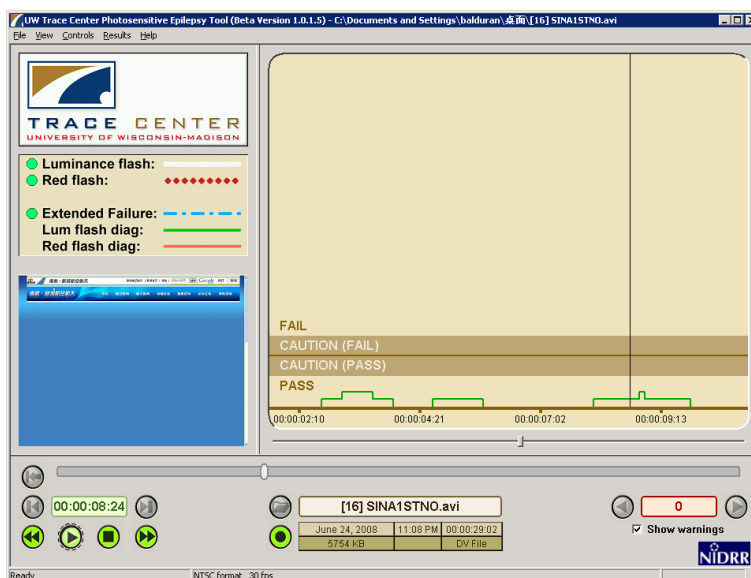 UW Trace Center Photosensitive Epilepsy Tool (Beta Version 1.0.1.5) - C:\Documents and Settings\balduran\桌面\[16] SINA1STNO.avi
File View Controls Results Help
TRACE CENTER
UNIVERSITY OF WISCONSIN-MADISON
Luminance flash:
Red flash:
Extended Failure:
Lum flash diag:
Red flash diag:
FAIL
CAUTION (FAIL)
CAUTION (PASS)
PASS
00:00:02:10 00:00:04:21 00:00:07:02 00:00:09:13
00:00:08:24
[16] SINA1STNO.avi
June 24, 2008 11:08 PM 00:00:29:02
5754 KB DV File
0
Show warnings
NIDRR
Ready NTSC format 30 fps